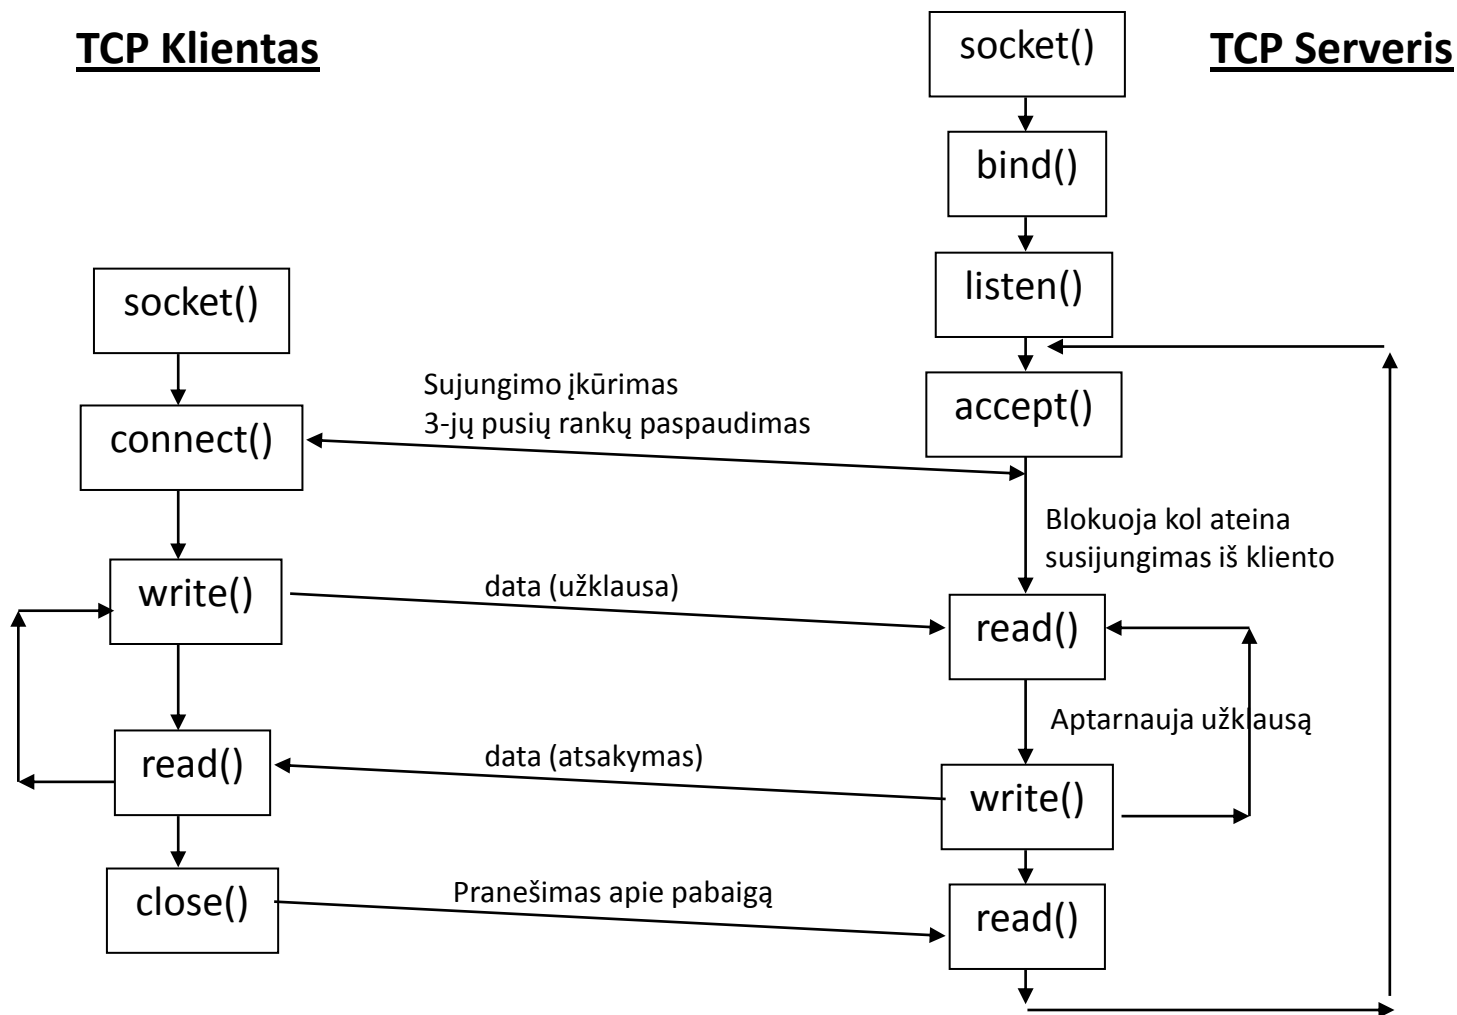 TCP Klientas
TCP Serveris
socket()
bind()
listen()
socket()
accept()
Sujungimo įkūrimas
3-jų pusių rankų paspaudimas
connect()
Blokuoja kol ateina
susijungimas iš kliento
write()
data (užklausa)
read()
Aptarnauja užklausą
read()
data (atsakymas)
write()
close()
Pranešimas apie pabaigą
read()